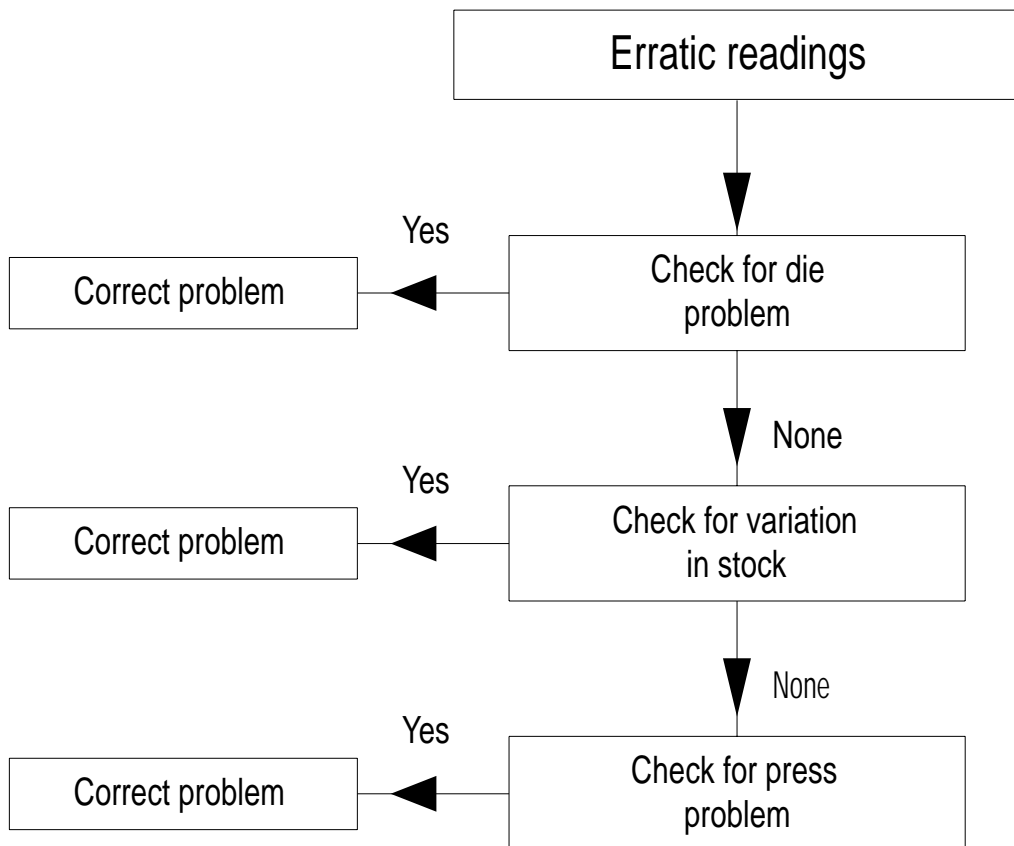 Erratic readings
Yes
Correct problem
Check for die
problem
None
Yes
Correct problem
Check for variation
in stock
None
Yes
Correct problem
Check for press
problem